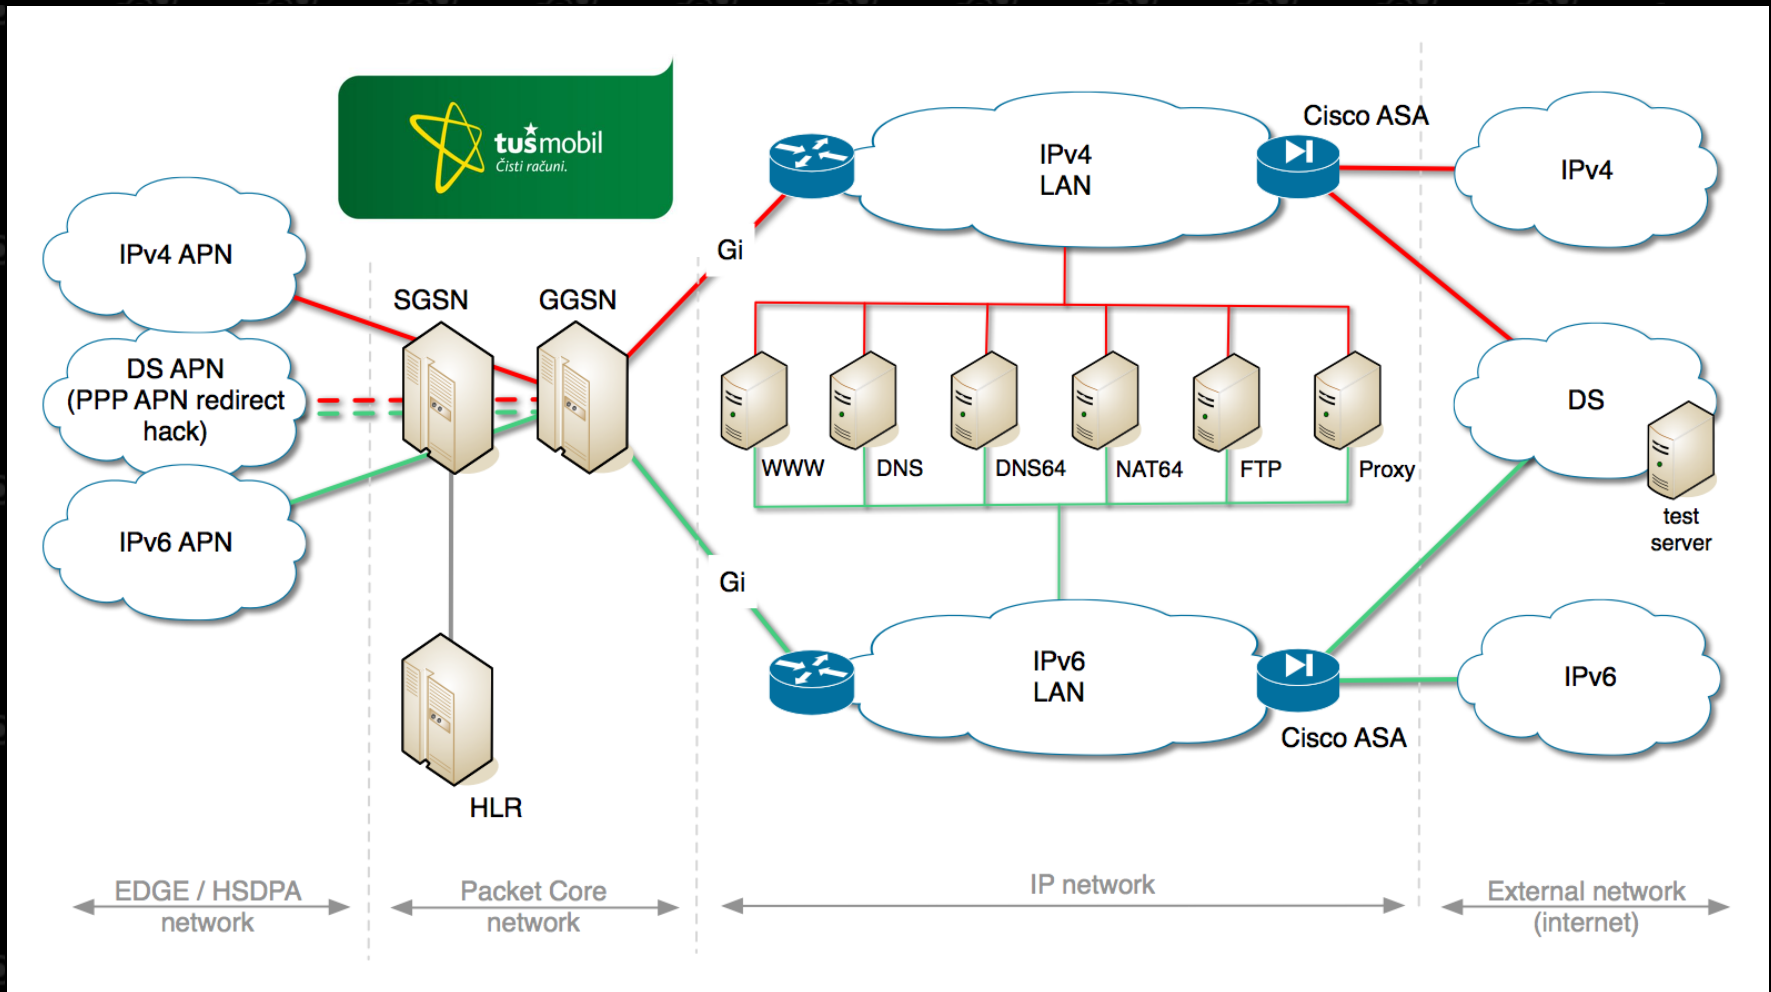 tušmobil
Čisti računi.
IPv4 APN
DS APN
(PPP APN redirect
hack)
IPv6 APN
SGSN
GGSN
HLR
Gi
Gi
IPv4
LAN
Cisco ASA
IPv4
WWW
DNS
DNS64
NAT64
FTP
Proxy
DS
test
server
IPv6
LAN
Cisco ASA
IPv6
EDGE / HSDPA
network
Packet Core
network
IP network
External network
(internet)